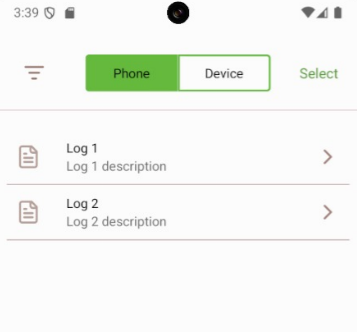 3:39
Phone
Device
Select
Log 1
Log 1 description
Log 2
Log 2 description